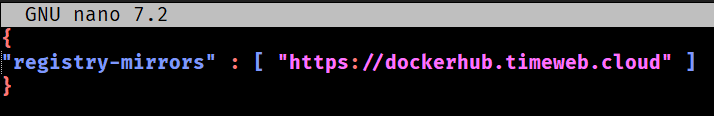 GNU nano 7.2
{
"registry-mirrors" : [ "https://dockerhub.timeweb.cloud" ]
}